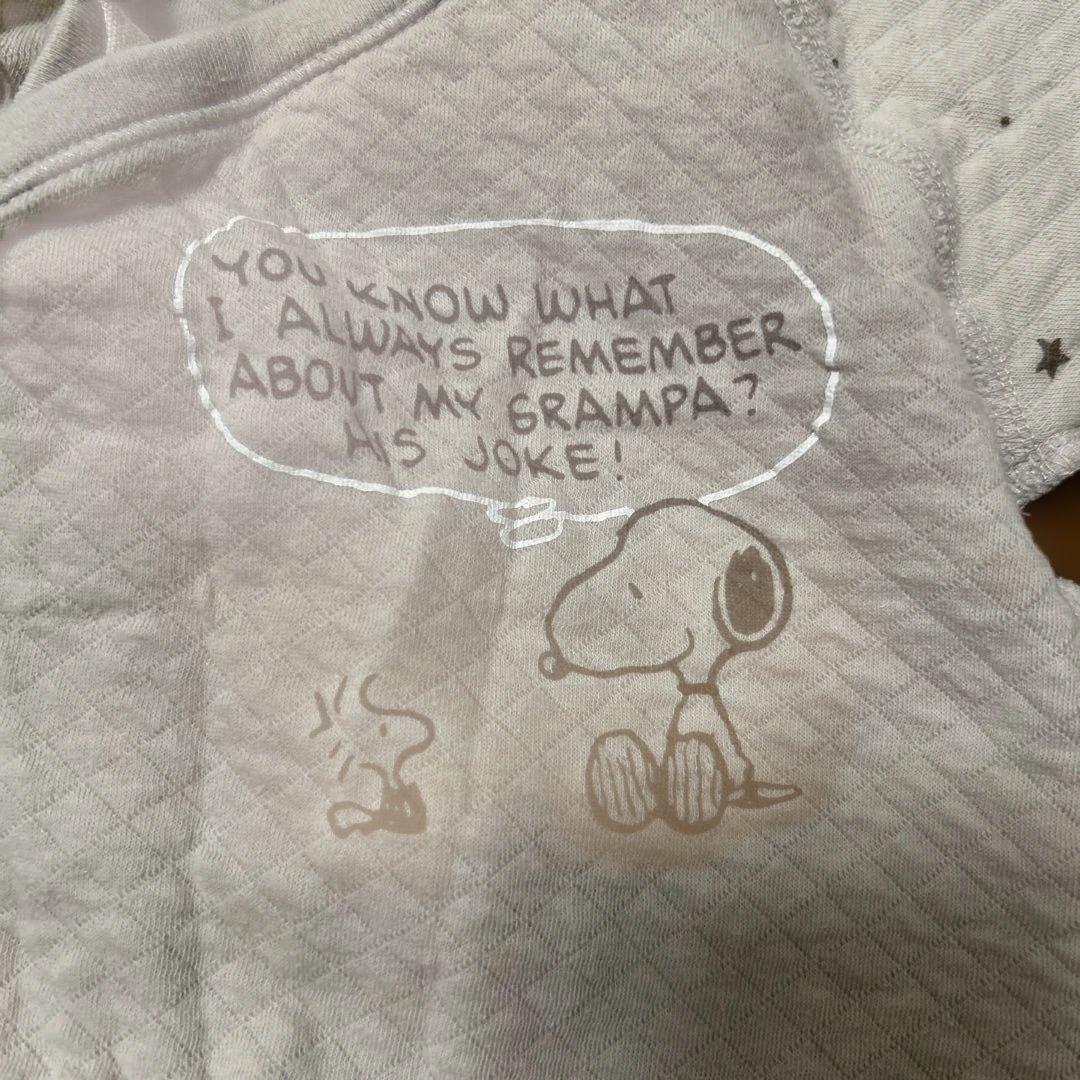 YOU KNOW WHAT
I ALWAYS REMEMBER
ABOUT MY GRAMPA?
HIS JOKE!